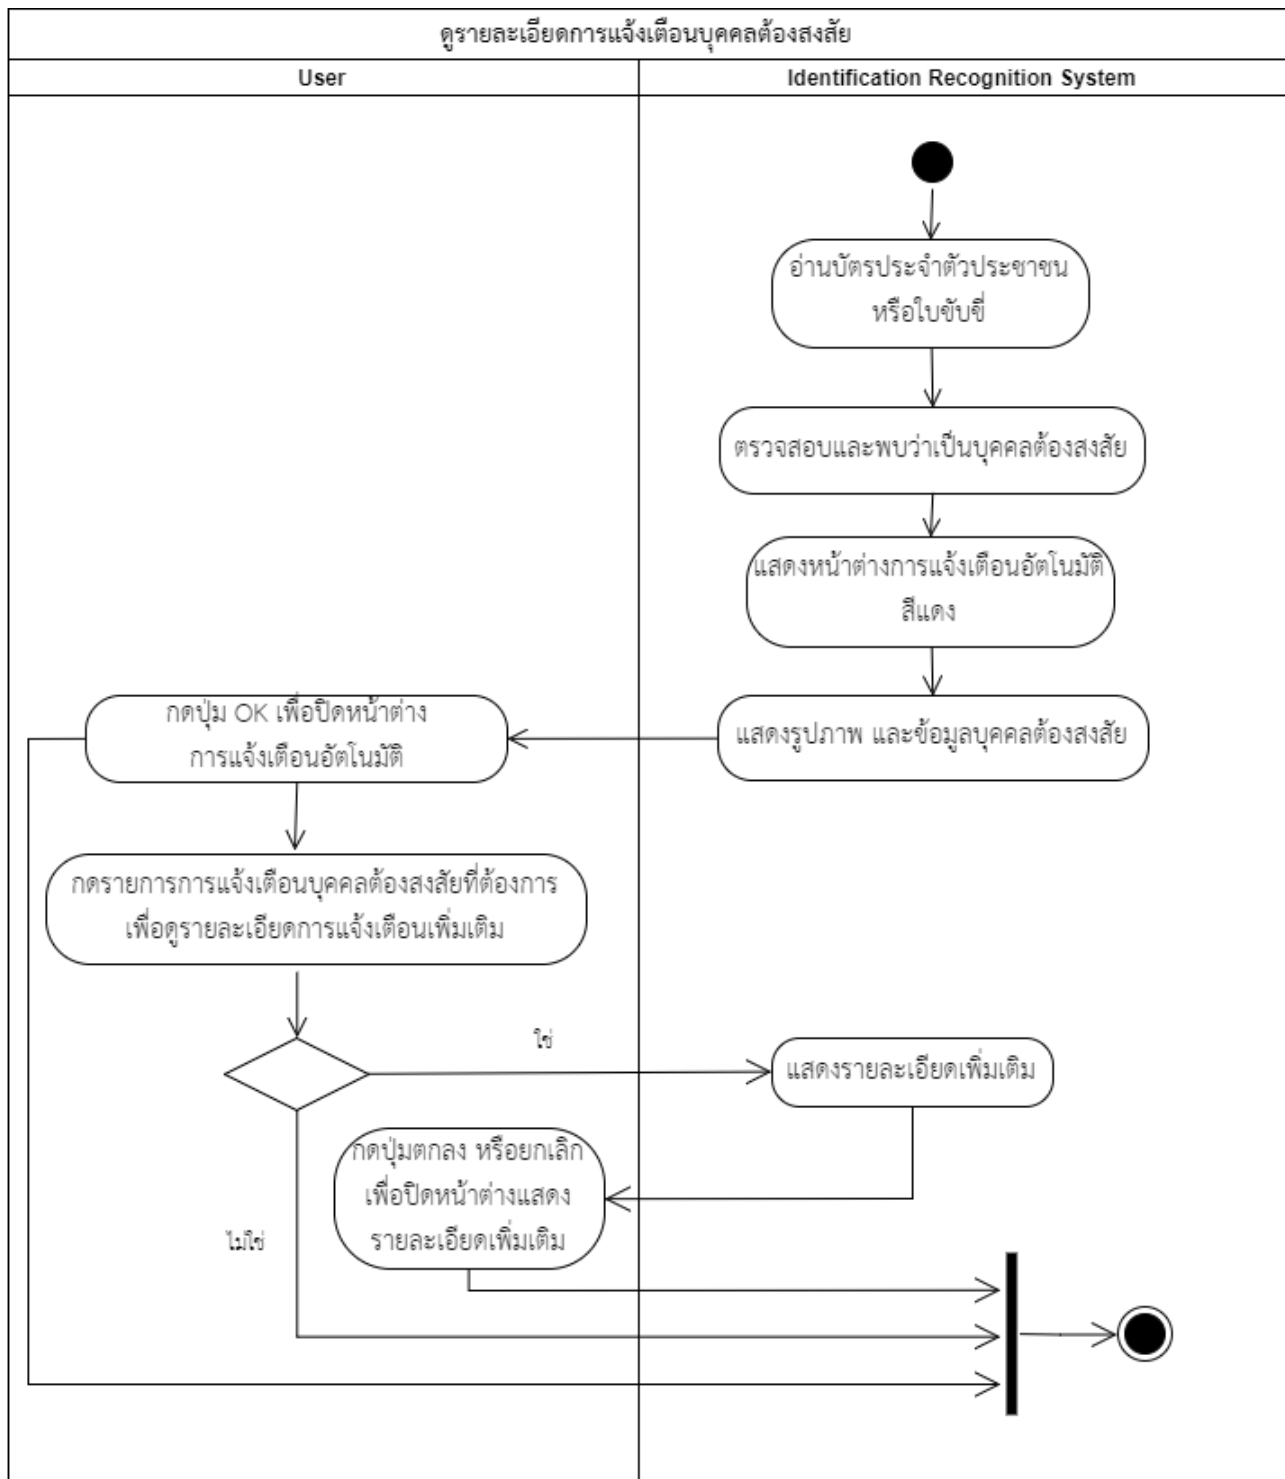 ดูรายละเอียดการแจ้งเตือนบุคคลต้องสงสัย
User
Identification Recognition System
อ่านบัตรประจำตัวประชาชน
หรือใบขับขี่
ตรวจสอบและพบว่าเป็นบุคคลต้องสงสัย
แสดงหน้าต่างการแจ้งเตือนอัตโนมัติ
สีแดง
แสดงรูปภาพ และข้อมูลบุคคลต้องสงสัย
กดปุ่ม OK เพื่อปิดหน้าต่าง
การแจ้งเตือนอัตโนมัติ
กดรายการการแจ้งเตือนบุคคลต้องสงสัยที่ต้องการ
เพื่อดูรายละเอียดการแจ้งเตือนเพิ่มเติม
ใช่
แสดงรายละเอียดเพิ่มเติม
กดปุ่มตกลง หรือยกเลิก
เพื่อปิดหน้าต่างแสดง
รายละเอียดเพิ่มเติม
ไม่ใช่